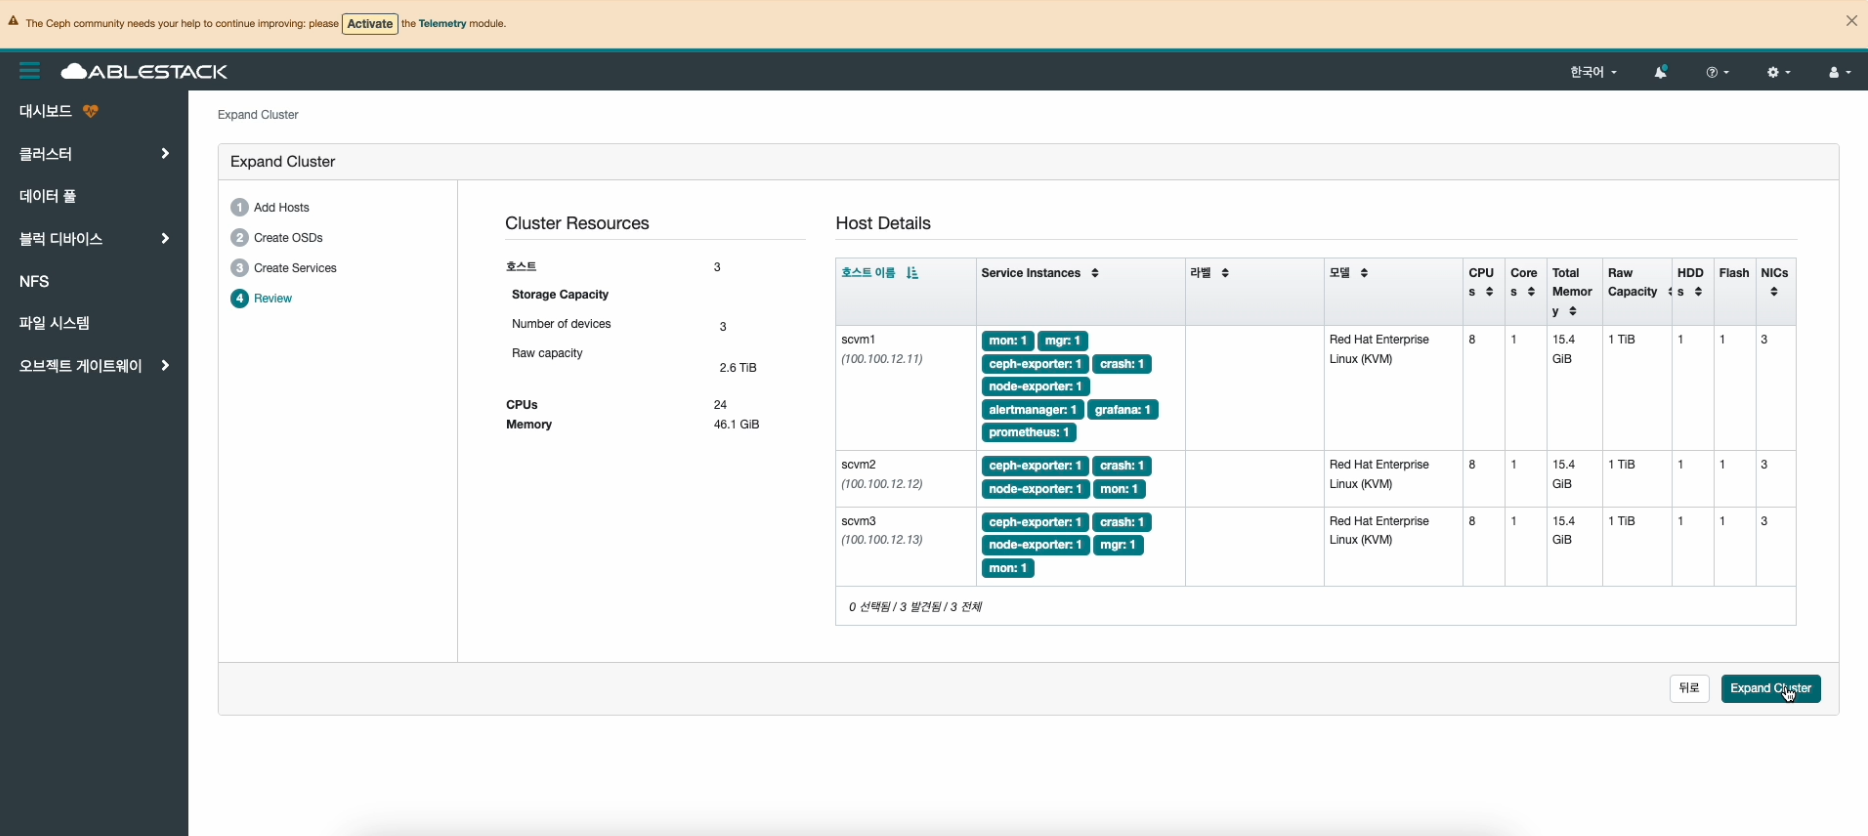 The Ceph community needs your help to continue improving: please Activate the Telemetry module.
ABLESTACK
한국어
대시보드
클러스터
데이터 풀
블럭 디바이스
NFS
파일 시스템
오브젝트 게이트웨이
Expand Cluster
Expand Cluster
1 Add Hosts
2 Create OSDs
3 Create Services
4 Review
Cluster Resources
호스트 3
Storage Capacity
Number of devices 3
Raw capacity 2.6 TiB
CPUs 24
Memory 46.1 GiB
Host Details
호스트 이름 Service Instances 라벨 모델 CPUs Cores Total Memory Raw Capacity HDDs Flash NICs
scvm1 mon: 1 mgr: 1 Red Hat Enterprise 8 1 15.4 1 TiB 1 1 3
(100.100.12.11) ceph-exporter: 1 crash: 1 Linux (KVM) GiB
node-exporter: 1
alertmanager: 1 grafana: 1
prometheus: 1
scvm2 ceph-exporter: 1 crash: 1 Red Hat Enterprise 8 1 15.4 1 TiB 1 1 3
(100.100.12.12) node-exporter: 1 mon: 1 Linux (KVM) GiB
scvm3 ceph-exporter: 1 crash: 1 Red Hat Enterprise 8 1 15.4 1 TiB 1 1 3
(100.100.12.13) node-exporter: 1 mgr: 1 Linux (KVM) GiB
mon: 1
0 선택됨 / 3 발견됨 / 3 전체
뒤로 Expand Cluster